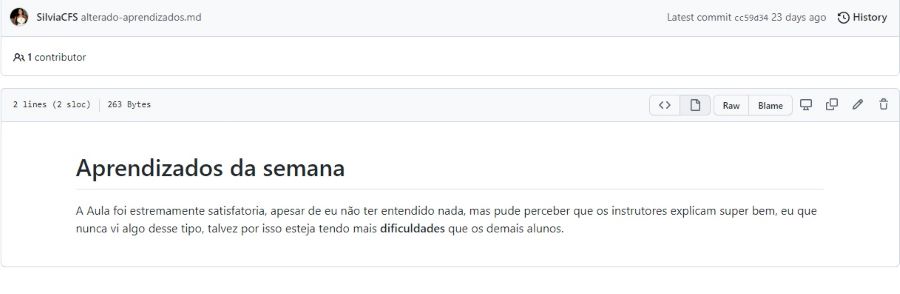 SilviaCFS alterado-aprendizados.md Latest commit cc59d34 23 days ago History
1 contributor
2 lines (2 sloc) 263 Bytes Raw Blame
Aprendizados da semana
A Aula foi estremamente satisfatoria, apesar de eu não ter entendido nada, mas pude perceber que os instrutores explicam super bem, eu que
nunca vi algo desse tipo, talvez por isso esteja tendo mais dificuldades que os demais alunos.